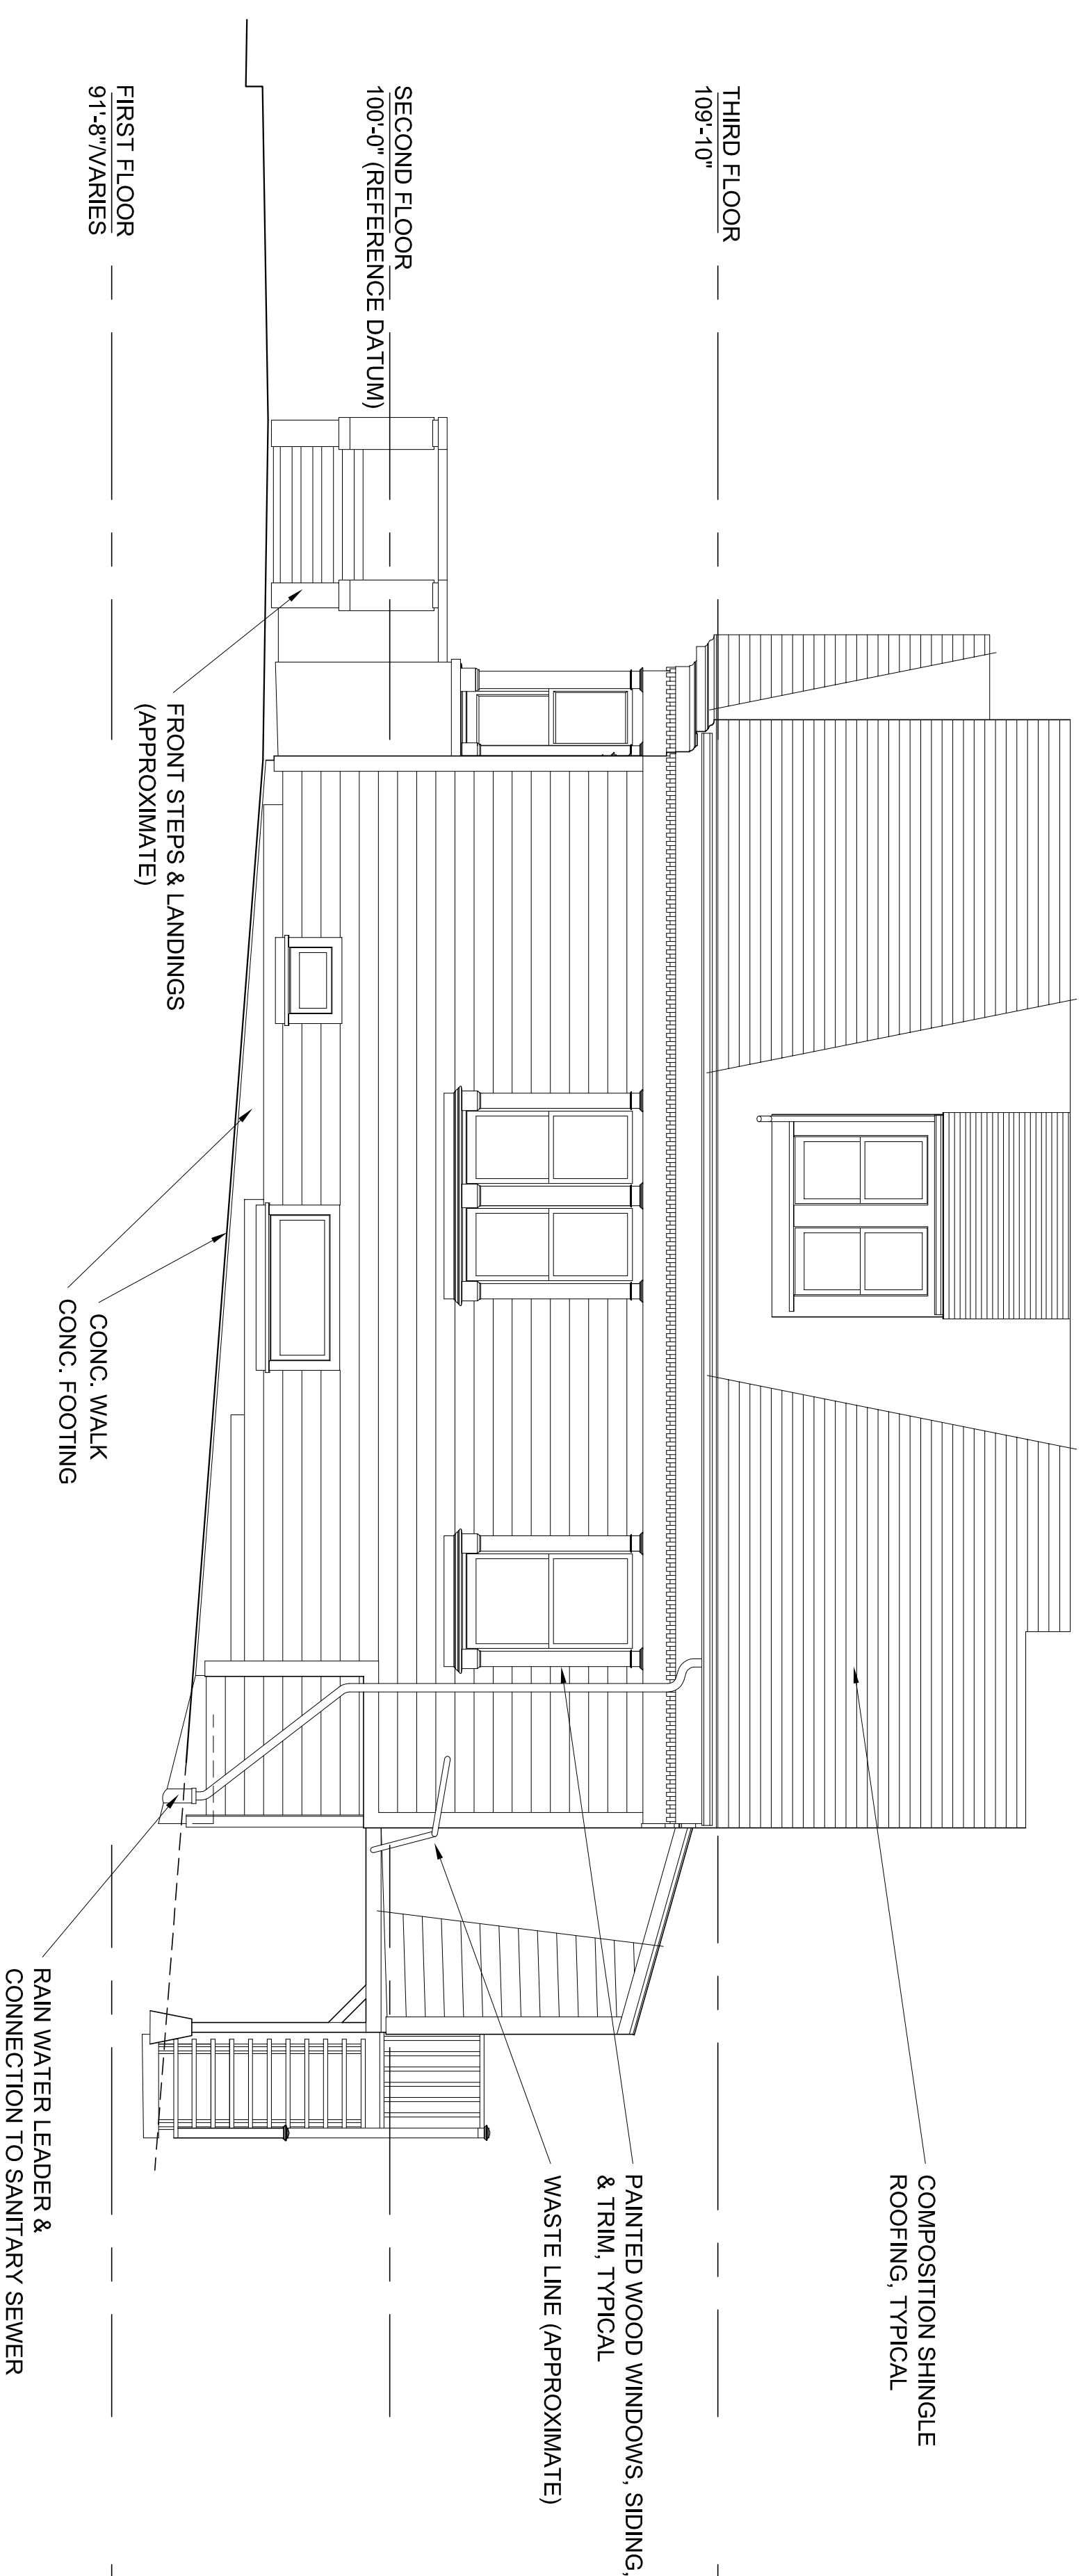 THIRD FLOOR
109'-10"
SECOND FLOOR
100'-0" (REFERENCE DATUM)
FIRST FLOOR
91'-8"/VARIES
FRONT STEPS & LANDINGS
(APPROXIMATE)
CONC. WALK
CONC. FOOTING
COMPOSITION SHINGLE
ROOFING, TYPICAL
PAINTED WOOD WINDOWS, SIDING,
& TRIM, TYPICAL
WASTE LINE (APPROXIMATE)
RAIN WATER LEADER &
CONNECTION TO SANITARY SEWER